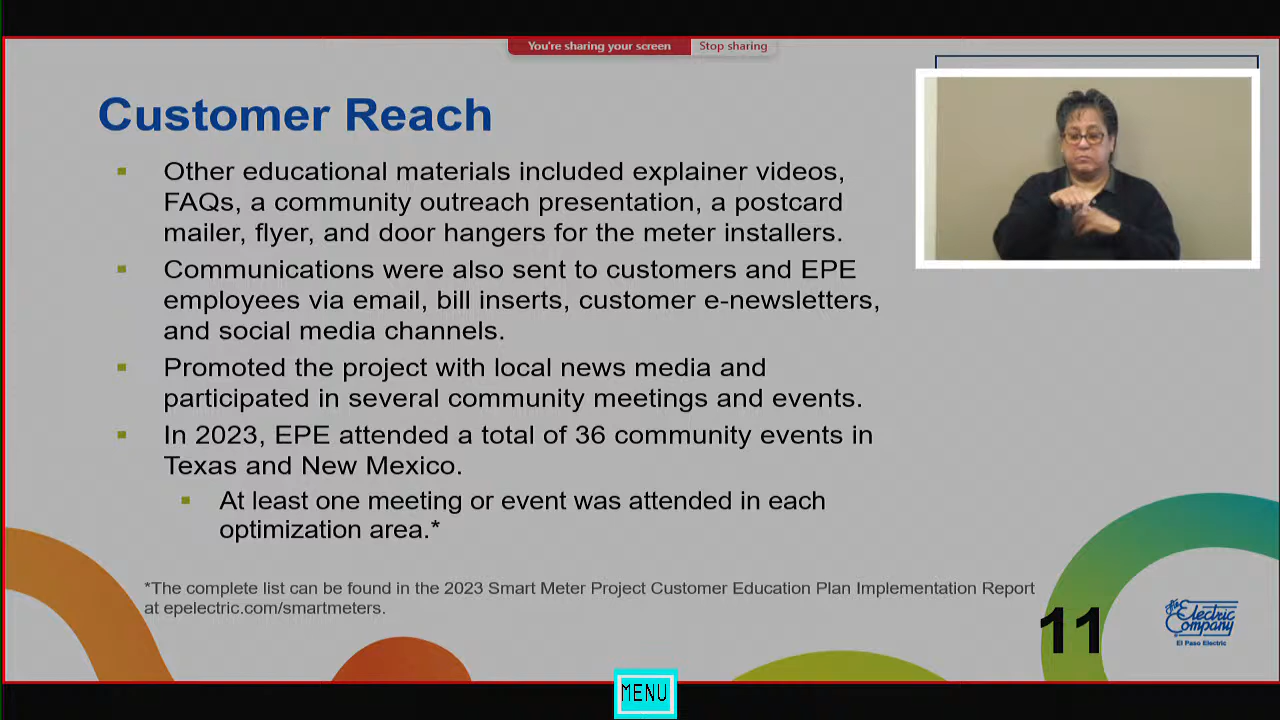 You're sharing your screen
Stop sharing
Customer Reach
Other educational materials included explainer videos,
FAQs, a community outreach presentation, a postcard
mailer, flyer, and door hangers for the meter installers.
Communications were also sent to customers and EPE
employees via email, bill inserts, customer e-newsletters,
and social media channels.
Promoted the project with local news media and
participated in several community meetings and events.
In 2023, EPE attended a total of 36 community events in
Texas and New Mexico.
At least one meeting or event was attended in each
optimization area.*
*The complete list can be found in the 2023 Smart Meter Project Customer Education Plan Implementation Report
at epelectric.com/smartmeters.
11
The
Electric
Company
El Paso Electric
MENU